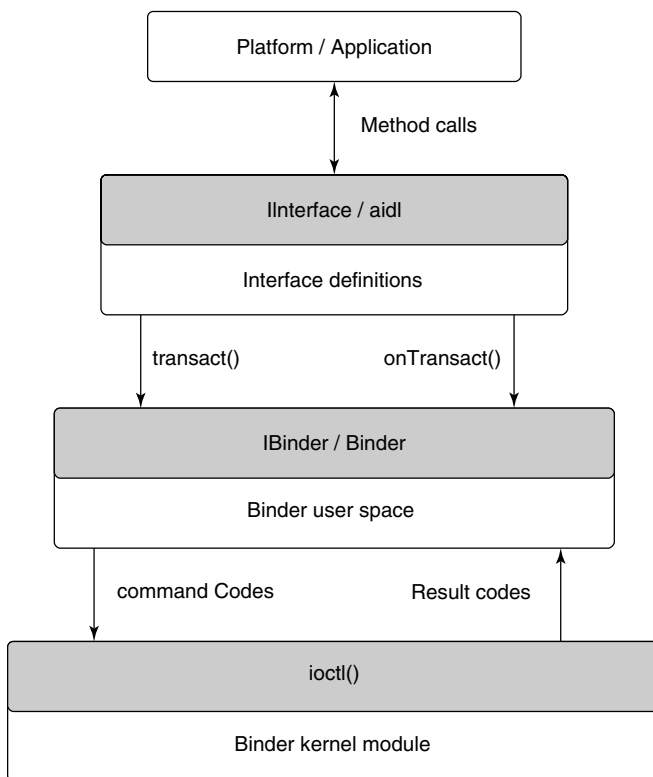 Platform / Application
Method calls
IInterface / aidl
Interface definitions
transact()
onTransact()
IBinder / Binder
Binder user space
command Codes
Result codes
ioctl()
Binder kernel module